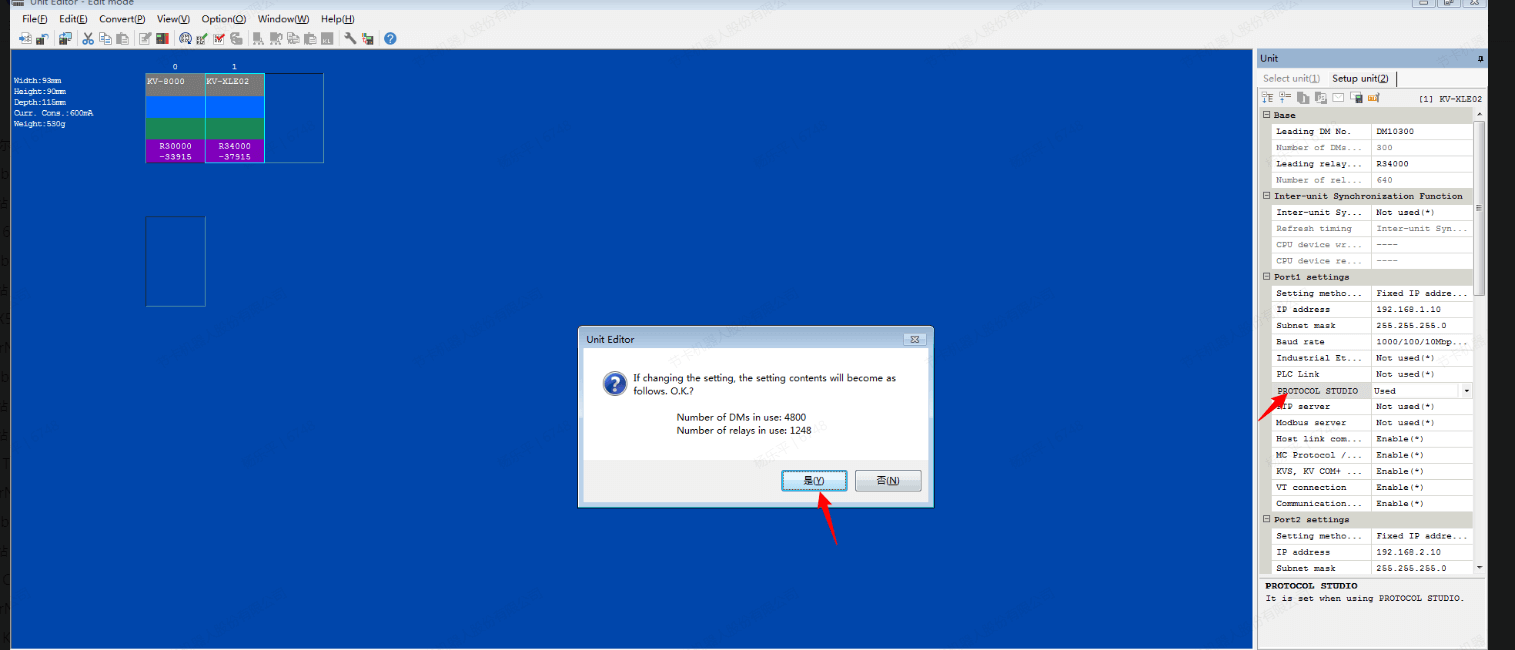 Unit Editor - Edit mode
File(F) Edit(E) Convert(P) View(V) Option(O) Window(W) Help(H)
0 1
KV-8000 KV-XLE02
R30000 R34000
-33915 -37915
Width:93mm
Height:90mm
Depth:115mm
Curr. Cons.:600mA
Weight:530g
Unit Editor
If changing the setting, the setting contents will become as
follows. O.K.?
Number of DMs in use: 4800
Number of relays in use: 1248
是(Y) 否(N)
Unit
Select unit(1) Setup unit(2)
[1] KV-XLE02
Base
Leading DM No. DM10300
Number of DMs... 300
Leading relay... R34000
Number of rel... 640
Inter-unit Synchronization Function
Inter-unit Sy... Not used(*)
Refresh timing Inter-unit Syn...
CPU device wr... ----
CPU device re... ----
Port1 settings
Setting metho... Fixed IP addre...
IP address 192.168.1.10
Subnet mask 255.255.255.0
Baud rate 1000/100/10Mbp...
Industrial Et... Not used(*)
PLC Link Not used(*)
PROTOCOL STUDIO Used
server Not used(*)
Modbus server Not used(*)
Host link com... Enable(*)
MC Protocol /... Enable(*)
KVS, KV COM+ ... Enable(*)
VT connection Enable(*)
Communication... Enable(*)
Port2 settings
Setting metho... Fixed IP addre...
IP address 192.168.2.10
Subnet mask 255.255.255.0
PROTOCOL STUDIO
It is set when using PROTOCOL STUDIO.